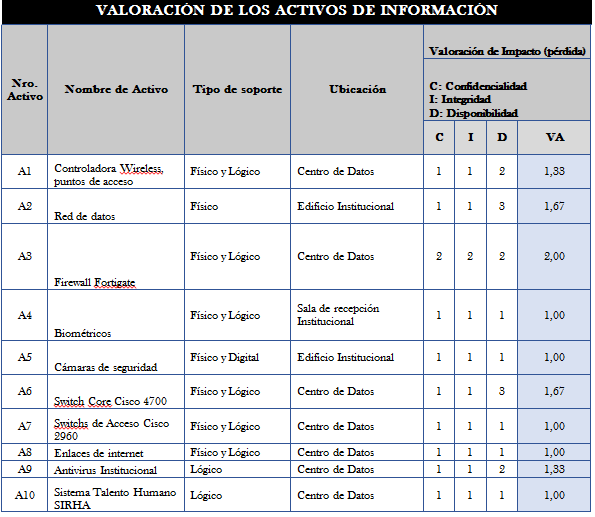 VALORACIÓN DE LOS ACTIVOS DE INFORMACIÓN
Nro. Activo Nombre de Activo Tipo de soporte Ubicación Valoración de Impacto (pérdida)
C: Confidencialidad
I: Integridad
D: Disponibilidad
C I D VA
A1 Controladora Wireless, puntos de acceso Físico y Lógico Centro de Datos 1 1 2 1,33
A2 Red de datos Físico Edificio Institucional 1 1 3 1,67
A3 Firewall Fortigate Físico y Lógico Centro de Datos 2 2 2 2,00
A4 Biométricos Físico y Lógico Sala de recepción Institucional 1 1 1 1,00
A5 Cámaras de seguridad Físico y Digital Edificio Institucional 1 1 1 1,00
A6 Switch Core Cisco 4700 Físico y Lógico Centro de Datos 1 1 3 1,67
A7 Switchs de Acceso Cisco 2960 Físico y Lógico Centro de Datos 1 1 1 1,00
A8 Enlaces de internet Físico y Lógico Centro de Datos 1 1 1 1,00
A9 Antivirus Institucional Lógico Centro de Datos 1 1 2 1,33
A10 Sistema Talento Humano SIRHA Lógico Centro de Datos 1 1 1 1,00